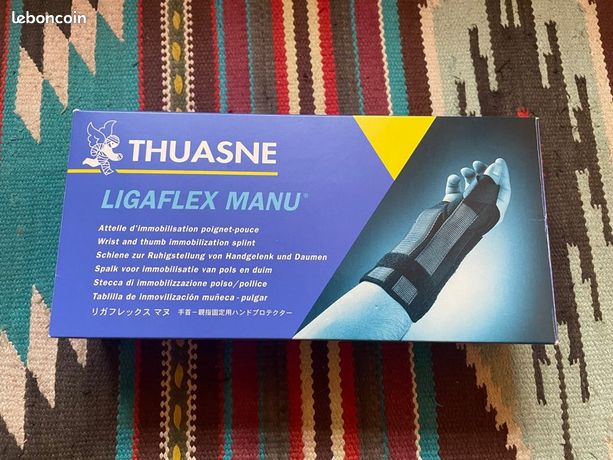 leboncoin
THUASNE
LIGAFLEX MANU®
Attelle d'immobilisation poignet-pouce
Wrist and thumb immobilization splint
Schiene zur Ruhigstellung von Handgelenk und Daumen
Spalk voor immobilisatie van pols en duim
Stecca di immobilizzazione polso/pollice
Tablilla de inmovilización muñeca - pulgar
リガフレックス マヌ 手首－親指固定用ハンドプロテクター